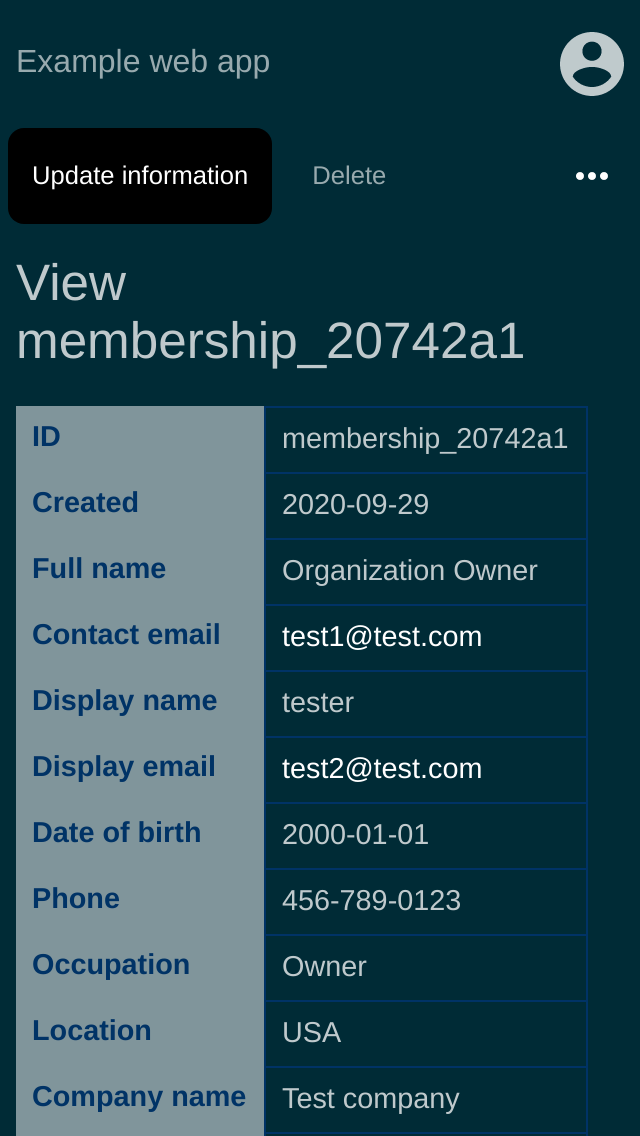 Example web app
Update information Delete
View
membership_20742a1
ID membership_20742a1
Created 2020-09-29
Full name Organization Owner
Contact email test1@test.com
Display name tester
Display email test2@test.com
Date of birth 2000-01-01
Phone 456-789-0123
Occupation Owner
Location USA
Company name Test company